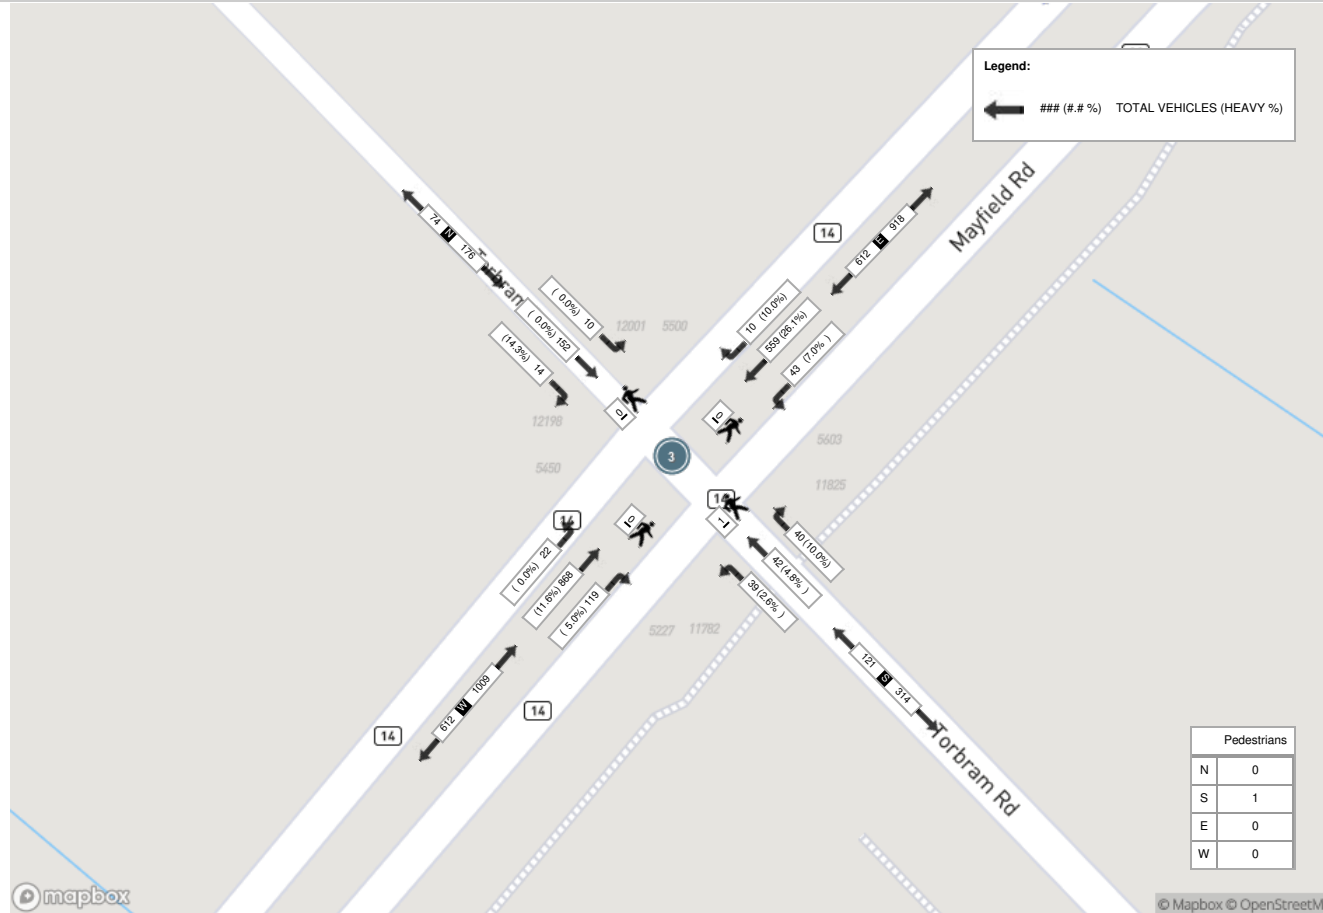 Legend:
### (#.# %) TOTAL VEHICLES (HEAVY %)
14
Mayfield Rd
918
E
612
74
N
176
Torbram
( 0.0%) 10
( 0.0%) 152
(14.3%) 14
12001 5500
10 (10.0%)
559 (26.1%)
43 (7.0% )
0
0
12198
5450
3
5603
11825
14
14
0
1
40 (10.0%)
42 (4.8% )
39 (2.6% )
( 0.0%) 22
(11.6%) 868
( 5.0%) 119
5227 11782
121
S
314
1009
W
612
14
14
Torbram Rd
Pedestrians
N 0
S 1
E 0
W 0
mapbox
© Mapbox © OpenStreetM